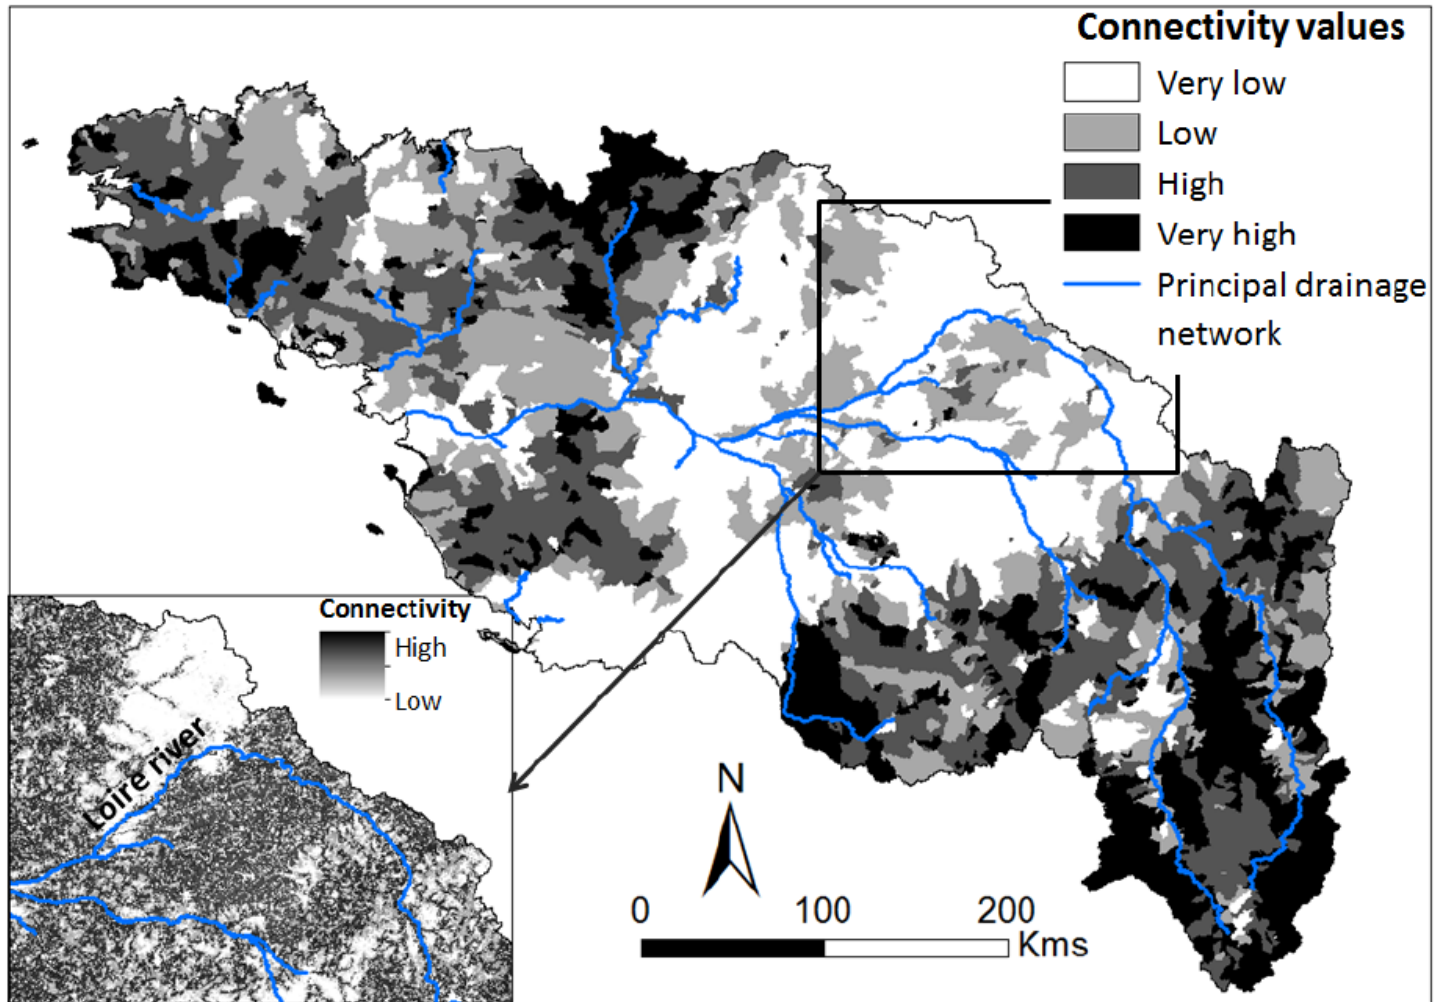 Connectivity values
Very low
Low
High
Very high
Principal drainage
network
Connectivity
High
Low
Loire river
N
0 100 200
Kms